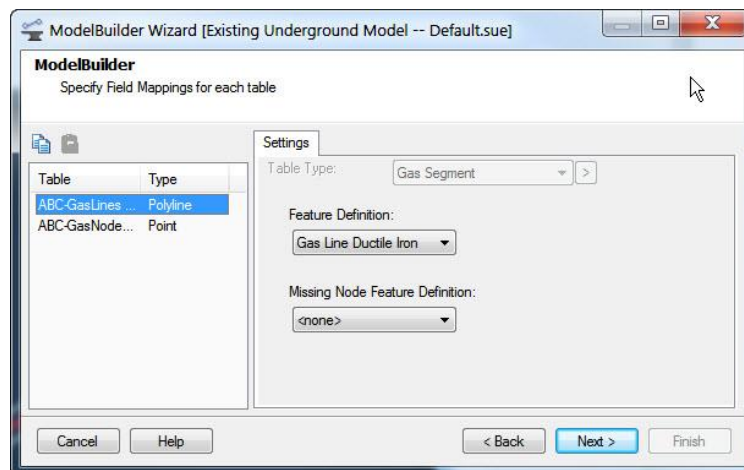 ModelBuilder Wizard [Existing Underground Model -- Default.sue]
ModelBuilder
Specify Field Mappings for each table
Settings
Table Type:
Gas Segment
>
Table Type
ABC-GasLines ... Polyline
ABC-GasNode... Point
Feature Definition:
Gas Line Ductile Iron
Missing Node Feature Definition:
<none>
Cancel
Help
< Back
Next >
Finish